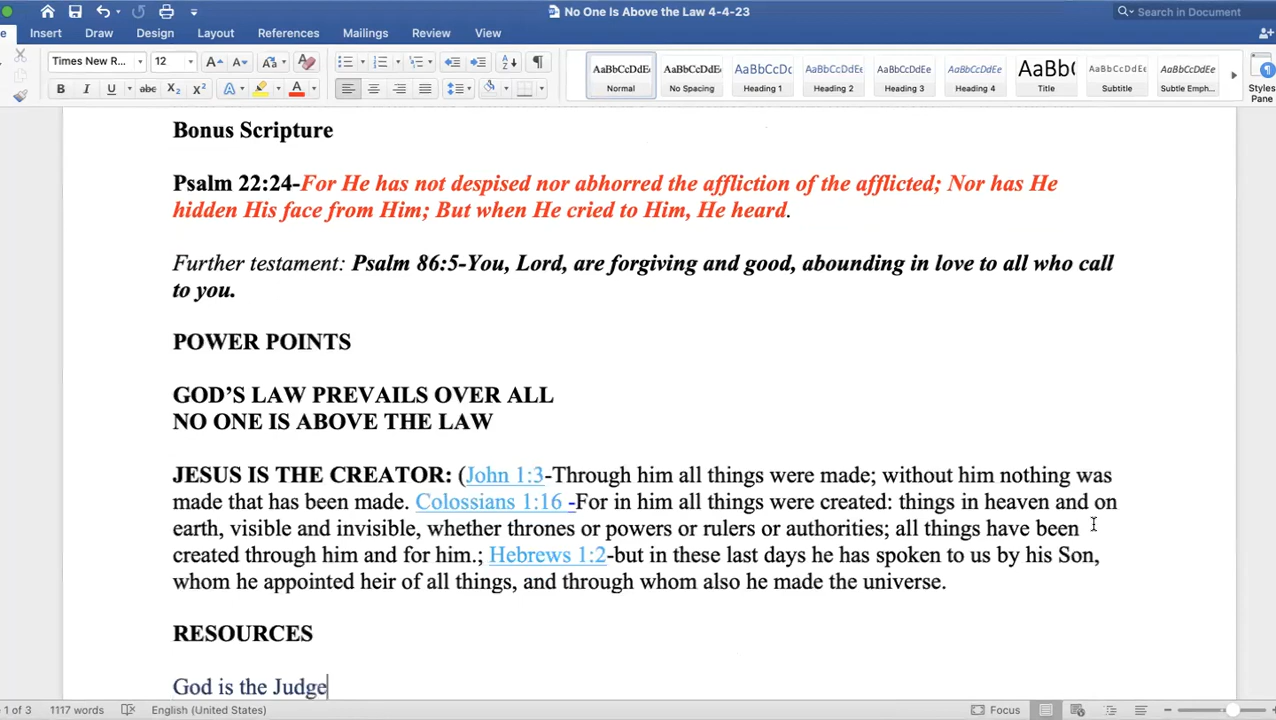 No One Is Above the Law 4-4-23
Search in Document
Insert Draw Design Layout References Mailings Review View
Times New R... 12
AaBbCcDdE AaBbCcDdEe AaBbCcDc AaBbCcDdEe AaBbCcDdE AaBbCcDdEe AaBb( AaBbCcDdEe AaBbCcDdEe
Normal No Spacing Heading 1 Heading 2 Heading 3 Heading 4 Title Subtitle Subtle Emph... Styles
Pane
Bonus Scripture
Psalm 22:24-For He has not despised nor abhorred the affliction of the afflicted; Nor has He
hidden His face from Him; But when He cried to Him, He heard.
Further testament: Psalm 86:5-You, Lord, are forgiving and good, abounding in love to all who call
to you.
POWER POINTS
GOD’S LAW PREVAILS OVER ALL
NO ONE IS ABOVE THE LAW
JESUS IS THE CREATOR: (John 1:3-Through him all things were made; without him nothing was
made that has been made. Colossians 1:16 -For in him all things were created: things in heaven and on
earth, visible and invisible, whether thrones or powers or rulers or authorities; all things have been
created through him and for him.; Hebrews 1:2-but in these last days he has spoken to us by his Son,
whom he appointed heir of all things, and through whom also he made the universe.
RESOURCES
God is the Judge
1 of 3 1117 words English (United States) Focus